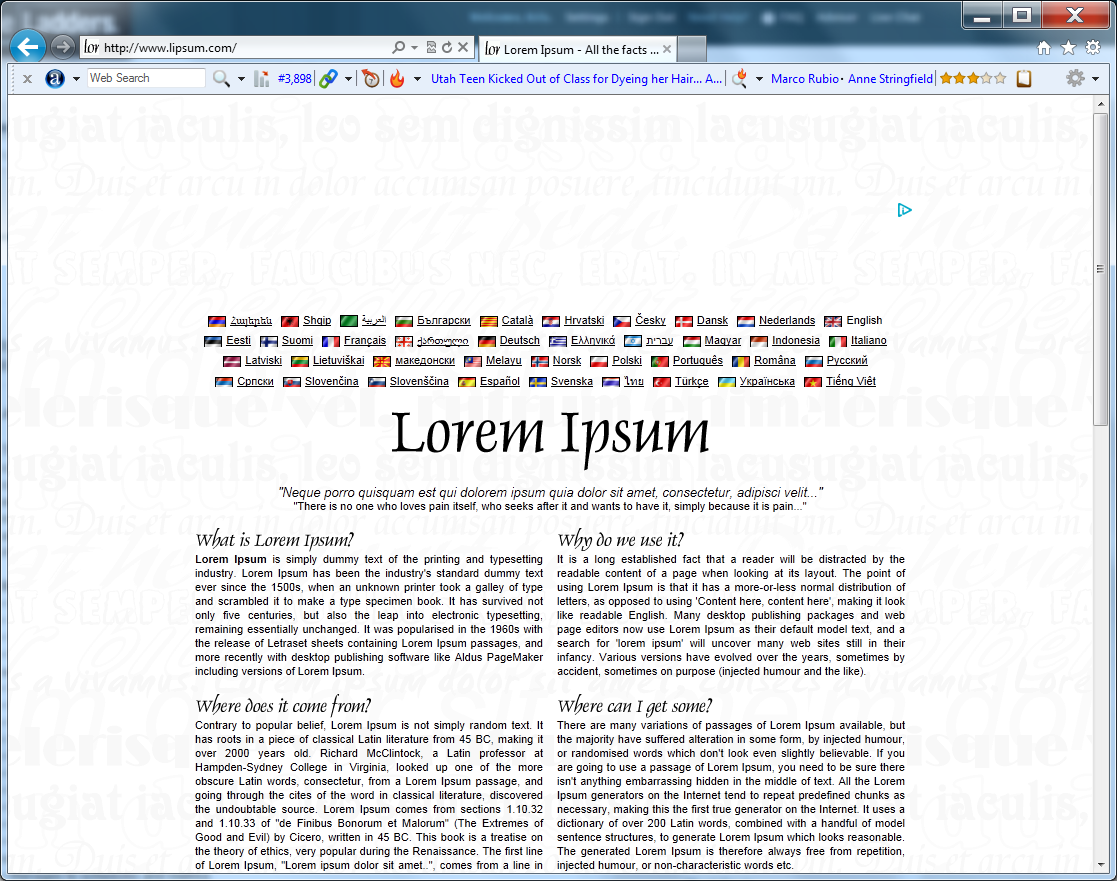 Ladders.
http://www.lipsum.com/
lor Lorem Ipsum - All the facts ...
Web Search #3,898 Utah Teen Kicked Out of Class for Dyeing her Hair... A... Marco Rubio• Anne Stringfield
Հայերեն Shqip العربية Български Català Hrvatski Česky Dansk Nederlands English
Eesti Suomi Français ქართული Deutsch Ελληνικά עברית Magyar Indonesia Italiano
Latviski Lietuviškai македонски Melayu Norsk Polski Português Româna Русский
Српски Slovenčina Slovenščina Español Svenska ไทย Türkçe Українська Tiếng Việt
Lorem Ipsum
"Neque porro quisquam est qui dolorem ipsum quia dolor sit amet, consectetur, adipisci velit..."
"There is no one who loves pain itself, who seeks after it and wants to have it, simply because it is pain..."
What is Lorem Ipsum?
Lorem Ipsum is simply dummy text of the printing and typesetting
industry. Lorem Ipsum has been the industry's standard dummy text
ever since the 1500s, when an unknown printer took a galley of type
and scrambled it to make a type specimen book. It has survived not
only five centuries, but also the leap into electronic typesetting,
remaining essentially unchanged. It was popularised in the 1960s with
the release of Letraset sheets containing Lorem Ipsum passages, and
more recently with desktop publishing software like Aldus PageMaker
including versions of Lorem Ipsum.
Why do we use it?
It is a long established fact that a reader will be distracted by the
readable content of a page when looking at its layout. The point of
using Lorem Ipsum is that it has a more-or-less normal distribution of
letters, as opposed to using 'Content here, content here', making it look
like readable English. Many desktop publishing packages and web
page editors now use Lorem Ipsum as their default model text, and a
search for 'lorem ipsum' will uncover many web sites still in their
infancy. Various versions have evolved over the years, sometimes by
accident, sometimes on purpose (injected humour and the like).
Where does it come from?
Contrary to popular belief, Lorem Ipsum is not simply random text. It
has roots in a piece of classical Latin literature from 45 BC, making it
over 2000 years old. Richard McClintock, a Latin professor at
Hampden-Sydney College in Virginia, looked up one of the more
obscure Latin words, consectetur, from a Lorem Ipsum passage, and
going through the cites of the word in classical literature, discovered
the undoubtable source. Lorem Ipsum comes from sections 1.10.32
and 1.10.33 of "de Finibus Bonorum et Malorum" (The Extremes of
Good and Evil) by Cicero, written in 45 BC. This book is a treatise on
the theory of ethics, very popular during the Renaissance. The first line
of Lorem Ipsum, "Lorem ipsum dolor sit amet..", comes from a line in
Where can I get some?
There are many variations of passages of Lorem Ipsum available, but
the majority have suffered alteration in some form, by injected humour,
or randomised words which don't look even slightly believable. If you
are going to use a passage of Lorem Ipsum, you need to be sure there
isn't anything embarrassing hidden in the middle of text. All the Lorem
Ipsum generators on the Internet tend to repeat predefined chunks as
necessary, making this the first true generator on the Internet. It uses a
dictionary of over 200 Latin words, combined with a handful of model
sentence structures, to generate Lorem Ipsum which looks reasonable.
The generated Lorem Ipsum is therefore always free from repetition,
injected humour, or non-characteristic words etc.